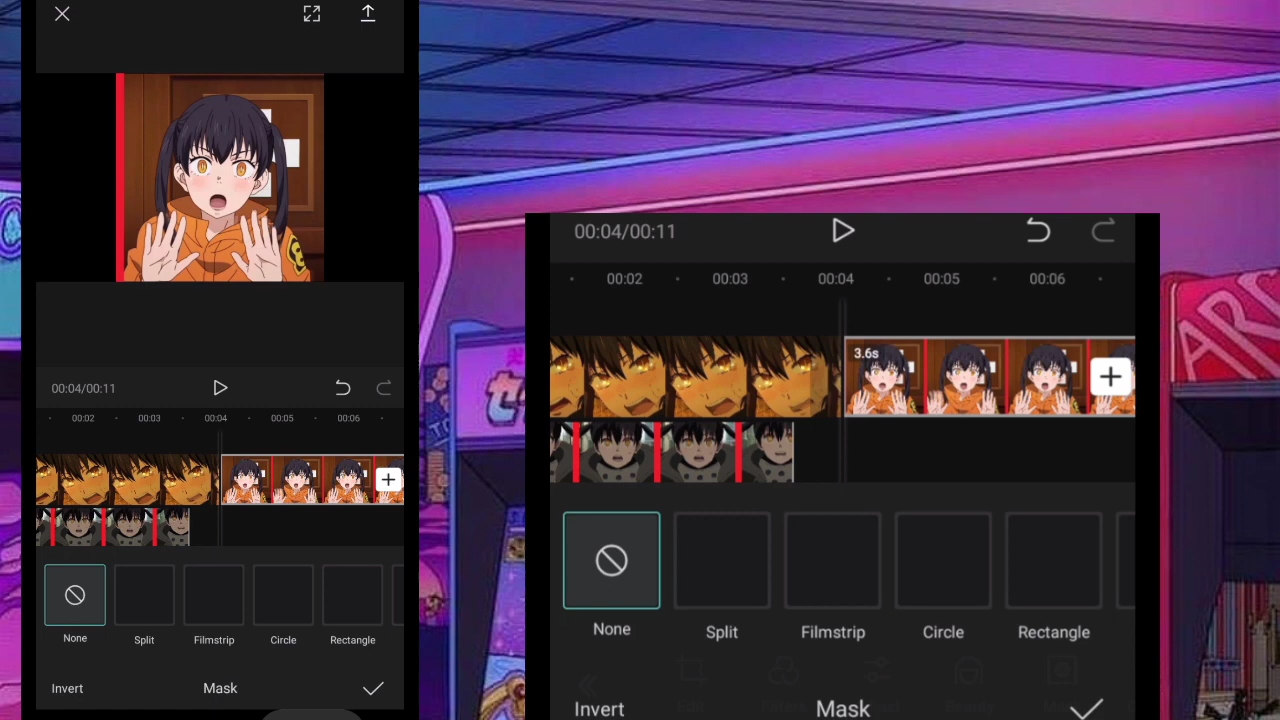 00:04/00:11
00:02 00:03 00:04 00:05 00:06
None Split Filmstrip Circle Rectangle
Invert Mask
00:04/00:11
00:02 00:03 00:04 00:05 00:06
3.6s
None Split Filmstrip Circle Rectangle
Invert Mask